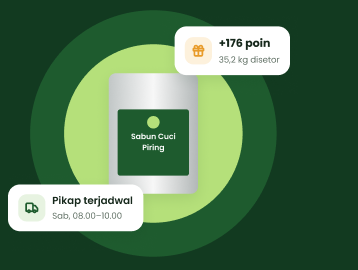 +176 poin
35,2 kg disetor
Sabun Cuci
Piring
Pikap terjadwal
Sab, 08.00–10.00